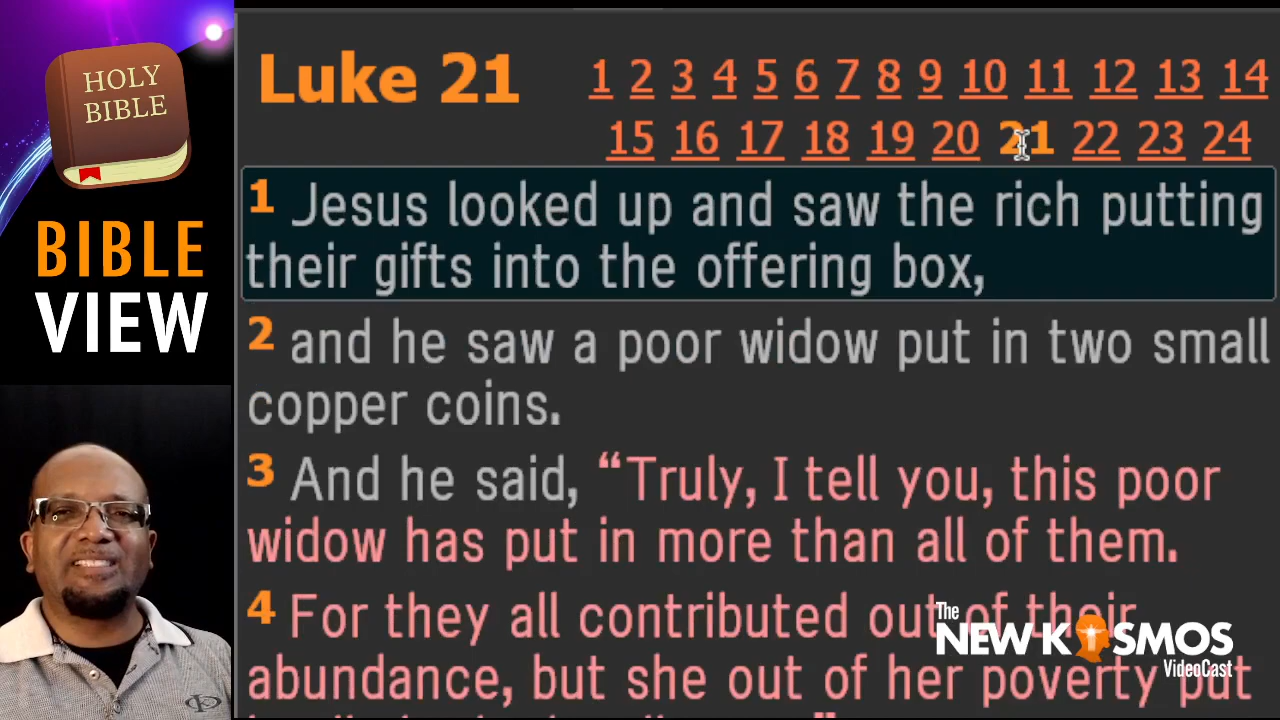 HOLY
BIBLE
BIBLE
VIEW
Luke 21
1 2 3 4 5 6 7 8 9 10 11 12 13 14
15 16 17 18 19 20 21 22 23 24
1 Jesus looked up and saw the rich putting
their gifts into the offering box,
2 and he saw a poor widow put in two small
copper coins.
3 And he said, “Truly, I tell you, this poor
widow has put in more than all of them.
4 For they all contributed out of their
abundance, but she out of her poverty put
The
NEW KOSMOS
VideoCast